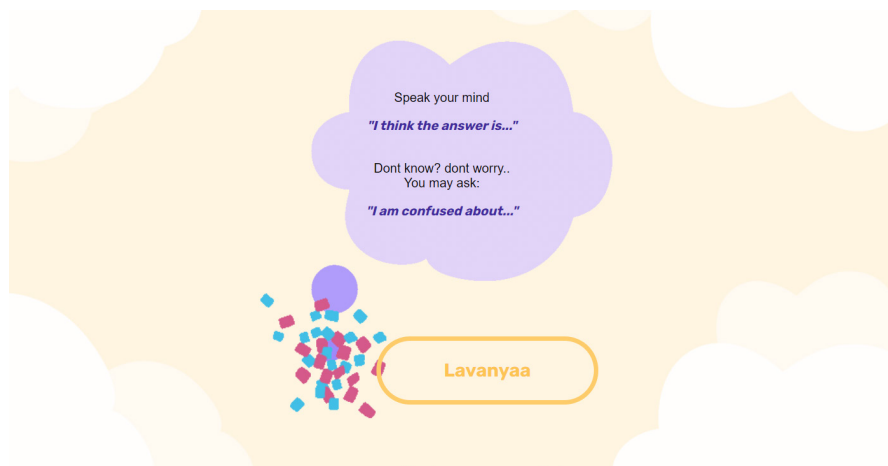 Speak your mind
"I think the answer is..."
Dont know? dont worry..
You may ask:
"I am confused about..."
Lavanyaa